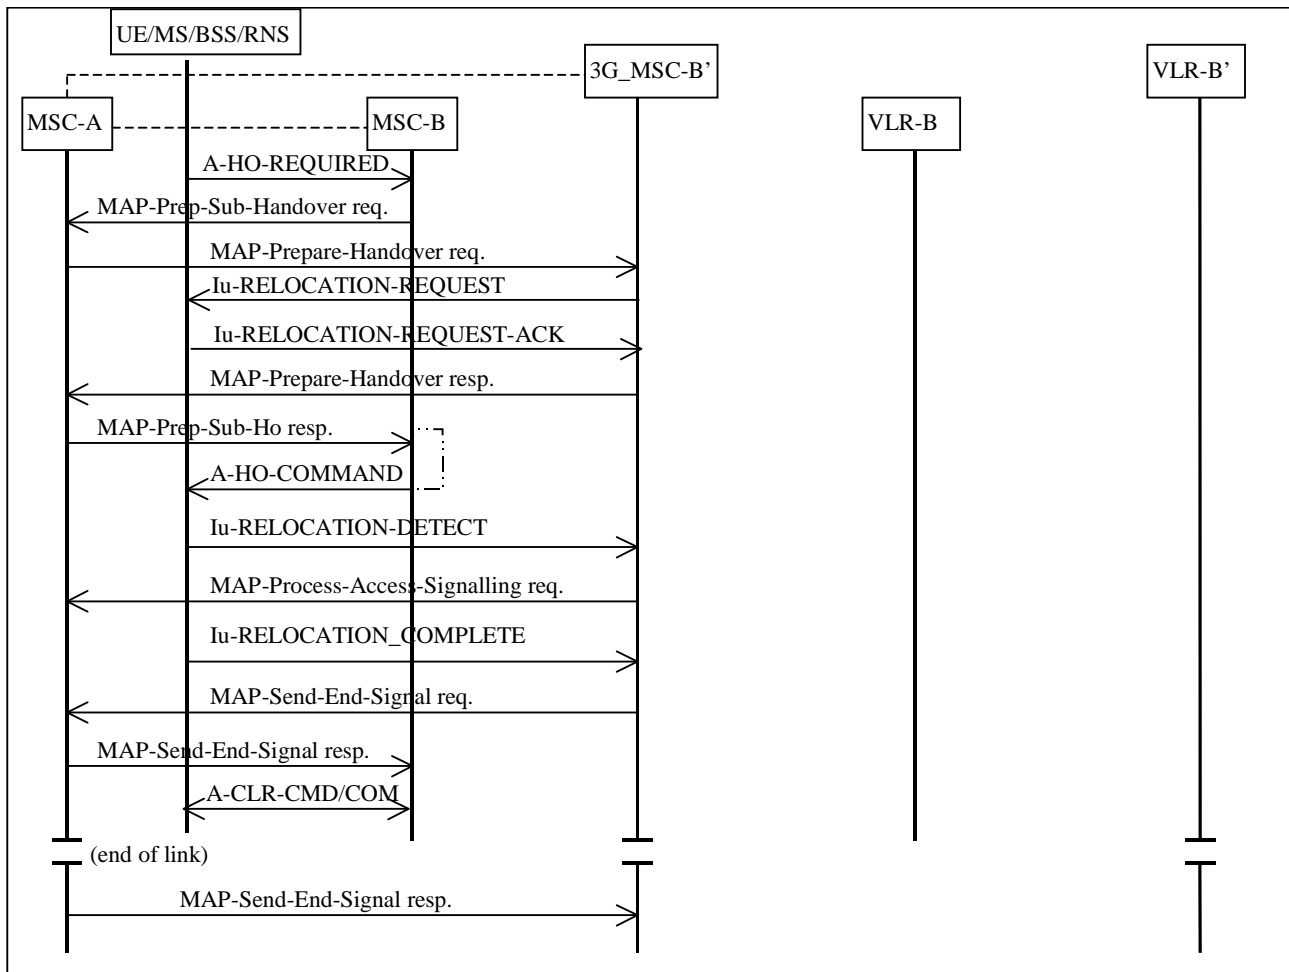 UE/MS/BSS/RNS
3G_MSC-B’
VLR-B’
MSC-A
MSC-B
VLR-B
A-HO-REQUIRED
MAP-Prep-Sub-Handover req.
MAP-Prepare-Handover req.
Iu-RELOCATION-REQUEST
Iu-RELOCATION-REQUEST-ACK
MAP-Prepare-Handover resp.
MAP-Prep-Sub-Ho resp.
A-HO-COMMAND
Iu-RELOCATION-DETECT
MAP-Process-Access-Signalling req.
Iu-RELOCATION_COMPLETE
MAP-Send-End-Signal req.
MAP-Send-End-Signal resp.
A-CLR-CMD/COM
(end of link)
MAP-Send-End-Signal resp.